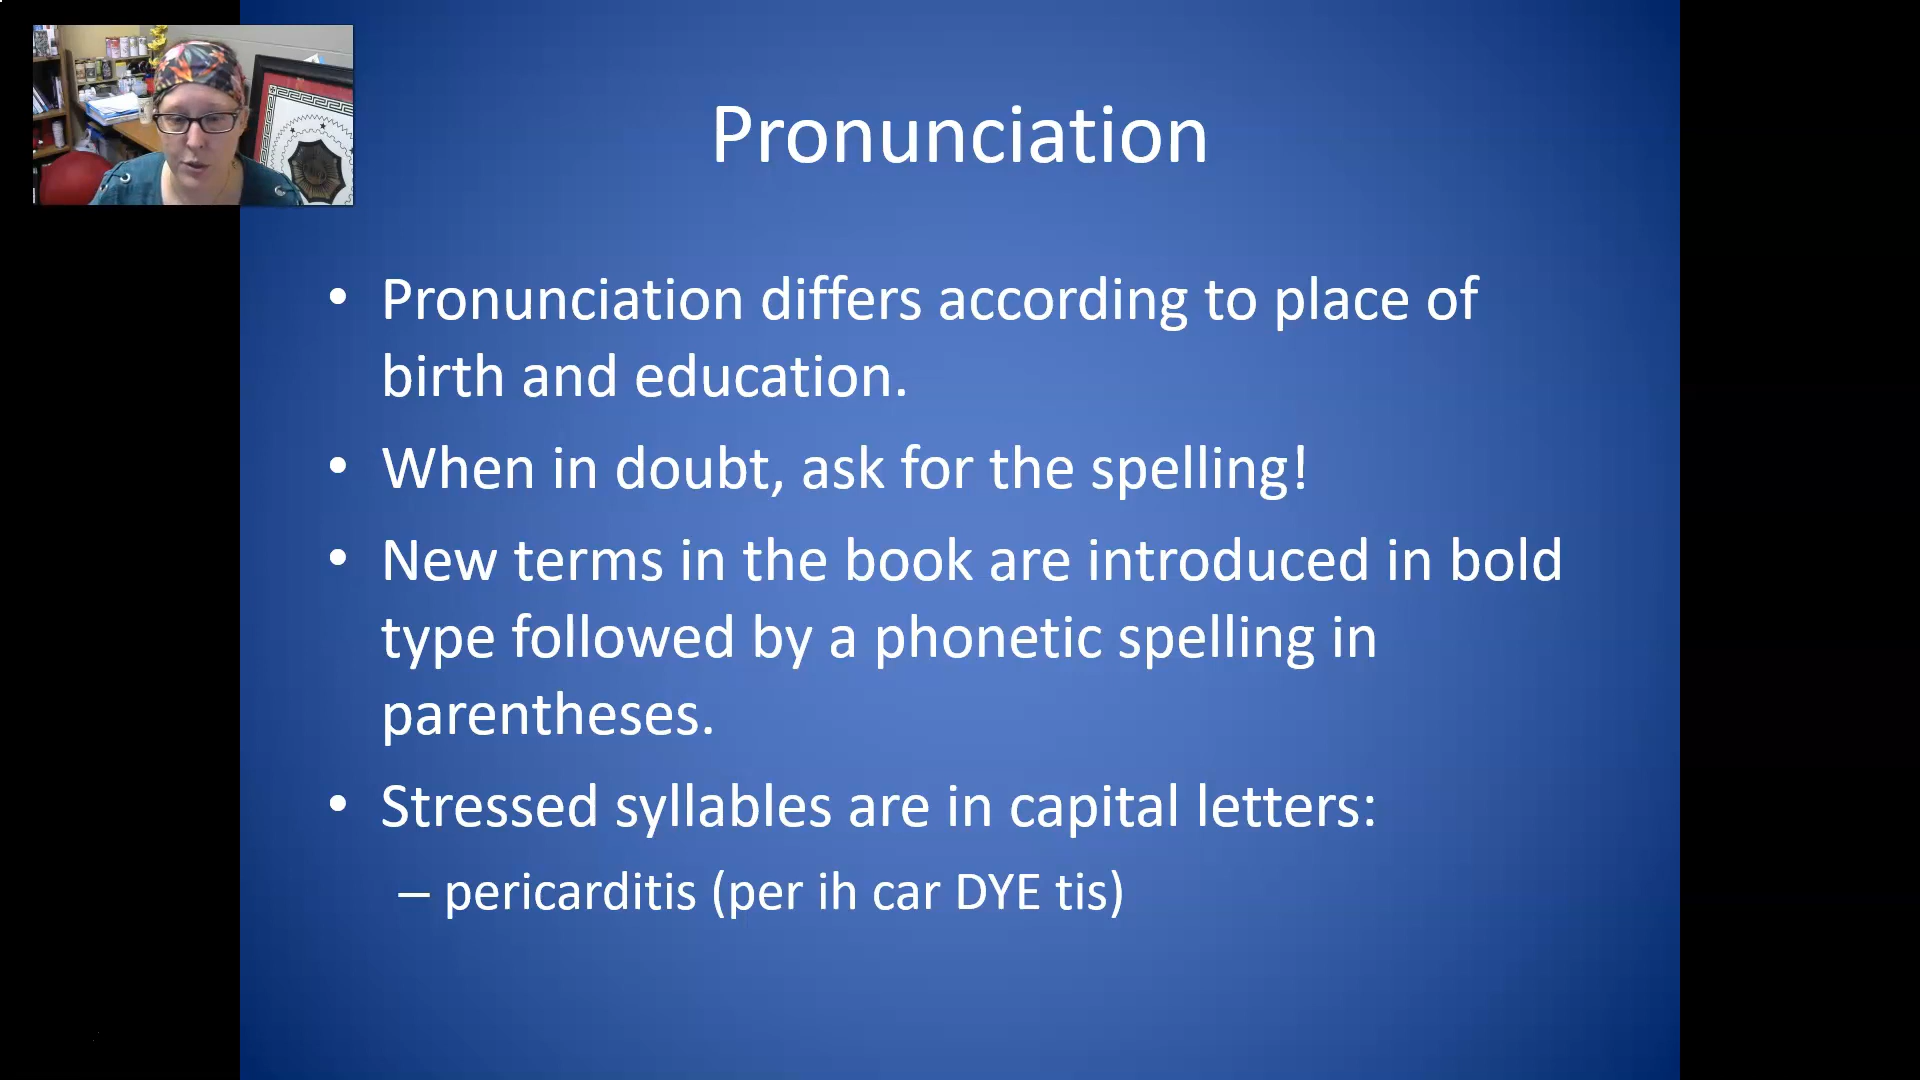 Pronunciation
• Pronunciation differs according to place of
birth and education.
• When in doubt, ask for the spelling!
• New terms in the book are introduced in bold
type followed by a phonetic spelling in
parentheses.
• Stressed syllables are in capital letters:
– pericarditis (per ih car DYE tis)